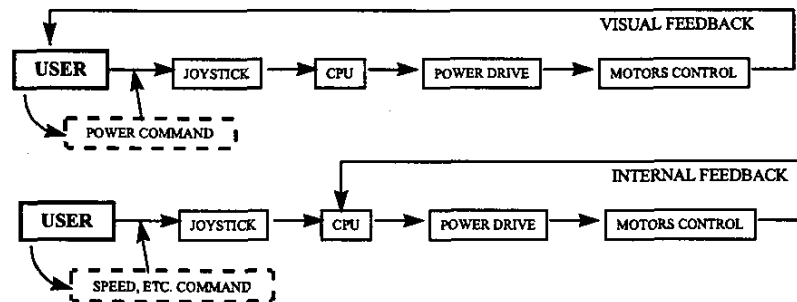 VISUAL FEEDBACK
USER
JOYSTICK
CPU
POWER DRIVE
MOTORS CONTROL
POWER COMMAND
INTERNAL FEEDBACK
USER
JOYSTICK
CPU
POWER DRIVE
MOTORS CONTROL
SPEED, ETC. COMMAND